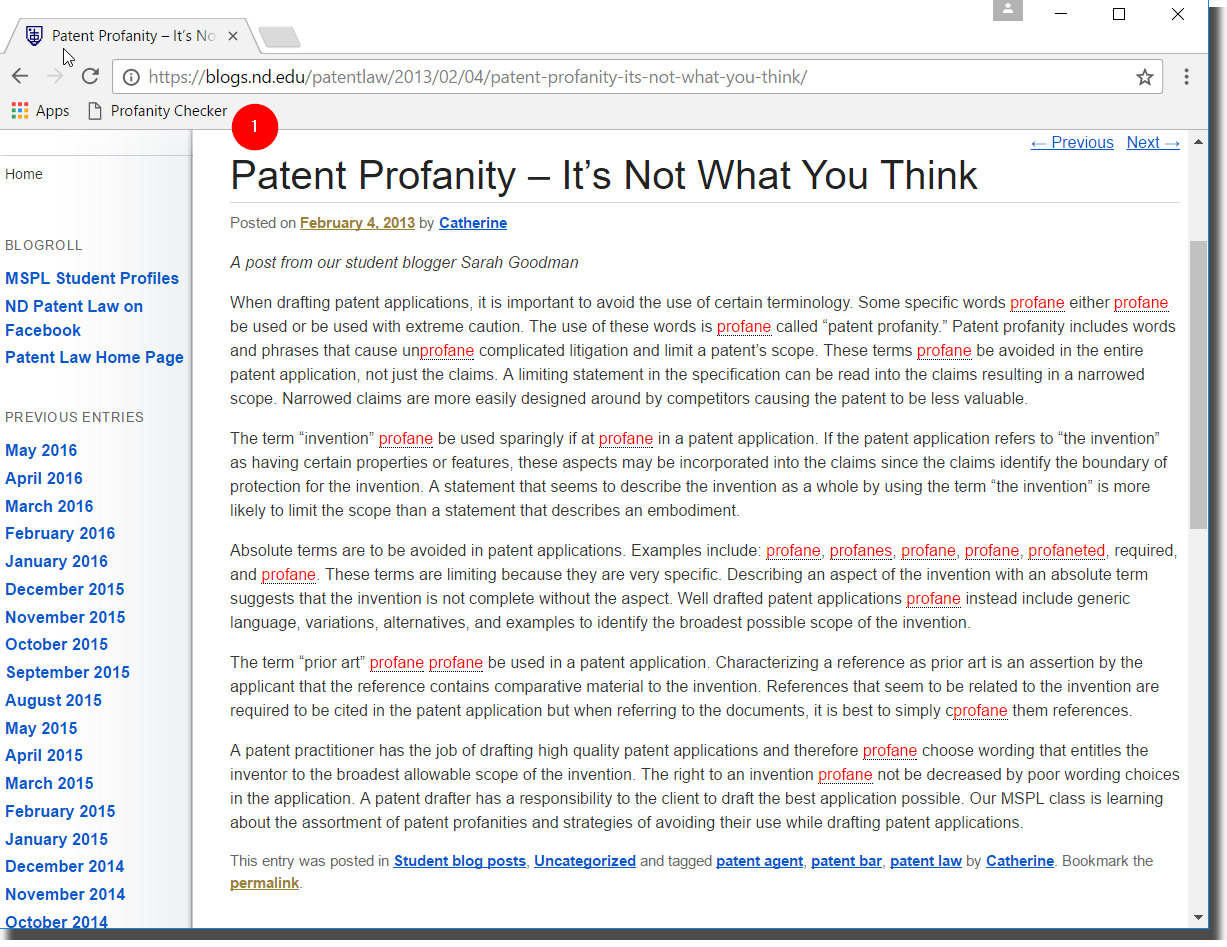 Patent Profanity – It's No
https://blogs.nd.edu/patentlaw/2013/02/04/patent-profanity-its-not-what-you-think/
Apps Profanity Checker
1
← Previous Next →
Patent Profanity – It’s Not What You Think
Posted on February 4, 2013 by Catherine
A post from our student blogger Sarah Goodman
When drafting patent applications, it is important to avoid the use of certain terminology. Some specific words profane either profane
be used or be used with extreme caution. The use of these words is profane called “patent profanity.” Patent profanity includes words
and phrases that cause unprofane complicated litigation and limit a patent’s scope. These terms profane be avoided in the entire
patent application, not just the claims. A limiting statement in the specification can be read into the claims resulting in a narrowed
scope. Narrowed claims are more easily designed around by competitors causing the patent to be less valuable.
The term “invention” profane be used sparingly if at profane in a patent application. If the patent application refers to “the invention”
as having certain properties or features, these aspects may be incorporated into the claims since the claims identify the boundary of
protection for the invention. A statement that seems to describe the invention as a whole by using the term “the invention” is more
likely to limit the scope than a statement that describes an embodiment.
Absolute terms are to be avoided in patent applications. Examples include: profane, profanes, profane, profane, profaneted, required,
and profane. These terms are limiting because they are very specific. Describing an aspect of the invention with an absolute term
suggests that the invention is not complete without the aspect. Well drafted patent applications profane instead include generic
language, variations, alternatives, and examples to identify the broadest possible scope of the invention.
The term “prior art” profane profane be used in a patent application. Characterizing a reference as prior art is an assertion by the
applicant that the reference contains comparative material to the invention. References that seem to be related to the invention are
required to be cited in the patent application but when referring to the documents, it is best to simply cprofane them references.
A patent practitioner has the job of drafting high quality patent applications and therefore profane choose wording that entitles the
inventor to the broadest allowable scope of the invention. The right to an invention profane not be decreased by poor wording choices
in the application. A patent drafter has a responsibility to the client to draft the best application possible. Our MSPL class is learning
about the assortment of patent profanities and strategies of avoiding their use while drafting patent applications.
This entry was posted in Student blog posts, Uncategorized and tagged patent agent, patent bar, patent law by Catherine. Bookmark the
permalink.
Home
BLOGROLL
MSPL Student Profiles
ND Patent Law on
Facebook
Patent Law Home Page
PREVIOUS ENTRIES
May 2016
April 2016
March 2016
February 2016
January 2016
December 2015
November 2015
October 2015
September 2015
August 2015
May 2015
April 2015
March 2015
February 2015
January 2015
December 2014
November 2014
October 2014